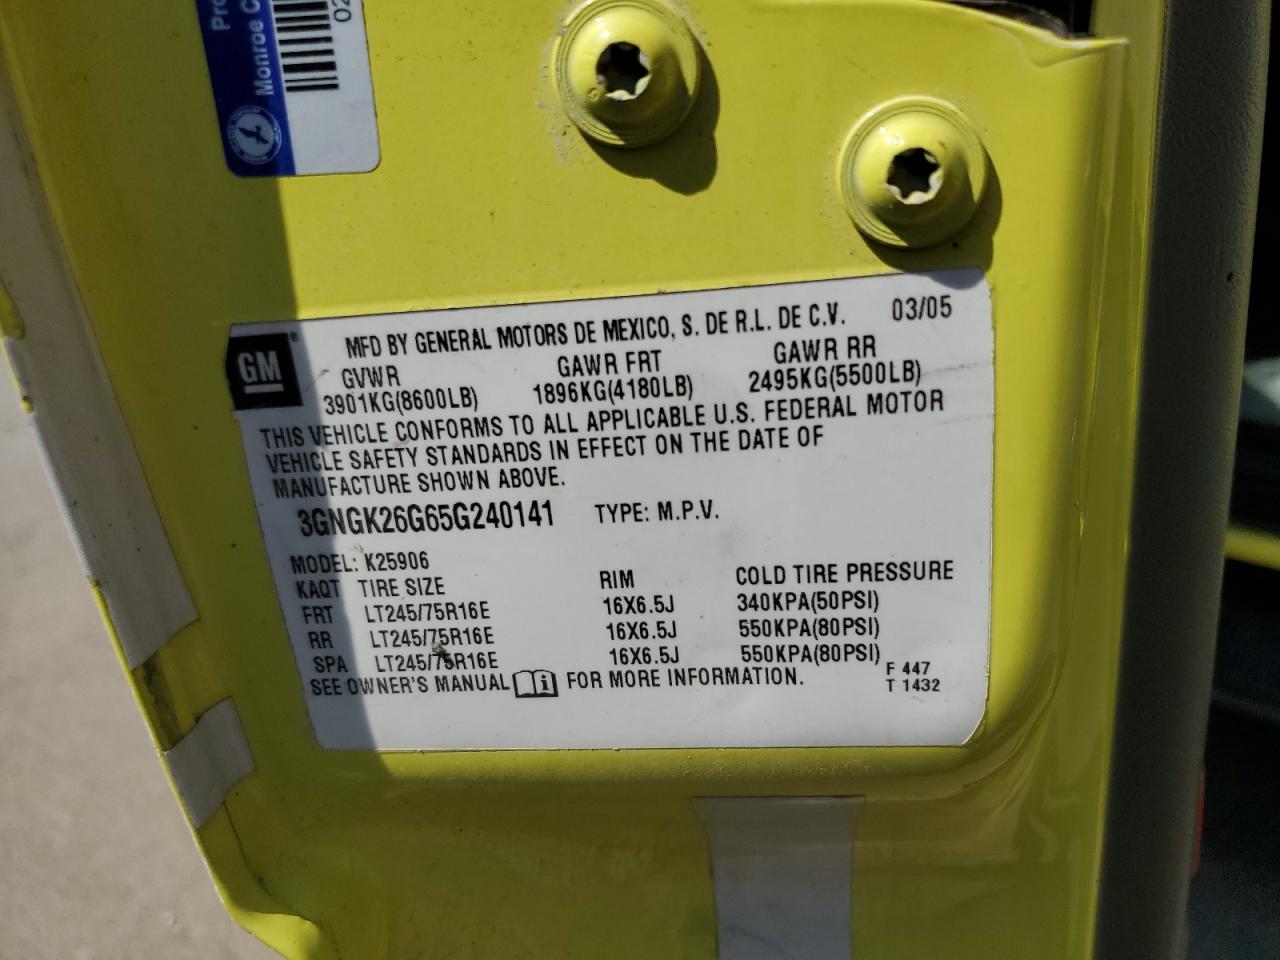 Pro
Monroe C
02
GM®
MFD BY GENERAL MOTORS DE MEXICO, S. DE R.L. DE C.V. 03/05
GVWR GAWR FRT GAWR RR
3901KG(8600LB) 1896KG(4180LB) 2495KG(5500LB)
THIS VEHICLE CONFORMS TO ALL APPLICABLE U.S. FEDERAL MOTOR
VEHICLE SAFETY STANDARDS IN EFFECT ON THE DATE OF
MANUFACTURE SHOWN ABOVE.
3GNGK26G65G240141 TYPE: M.P.V.
MODEL: K25906
KAQT TIRE SIZE RIM COLD TIRE PRESSURE
FRT LT245/75R16E 16X6.5J 340KPA(50PSI)
RR LT245/75R16E 16X6.5J 550KPA(80PSI)
SPA LT245/75R16E 16X6.5J 550KPA(80PSI)
SEE OWNER'S MANUAL FOR MORE INFORMATION. F 447
T 1432